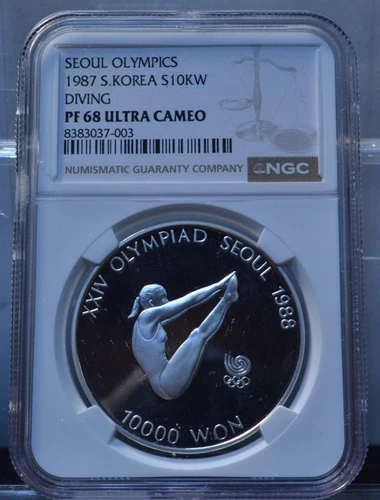 SEOUL OLYMPICS
1987 S.KOREA S10KW
DIVING
PF 68 ULTRA CAMEO
8383037-003
NUMISMATIC GUARANTY COMPANY
NGC
XXIV OLYMPIAD SEOUL 1988
10000 WON